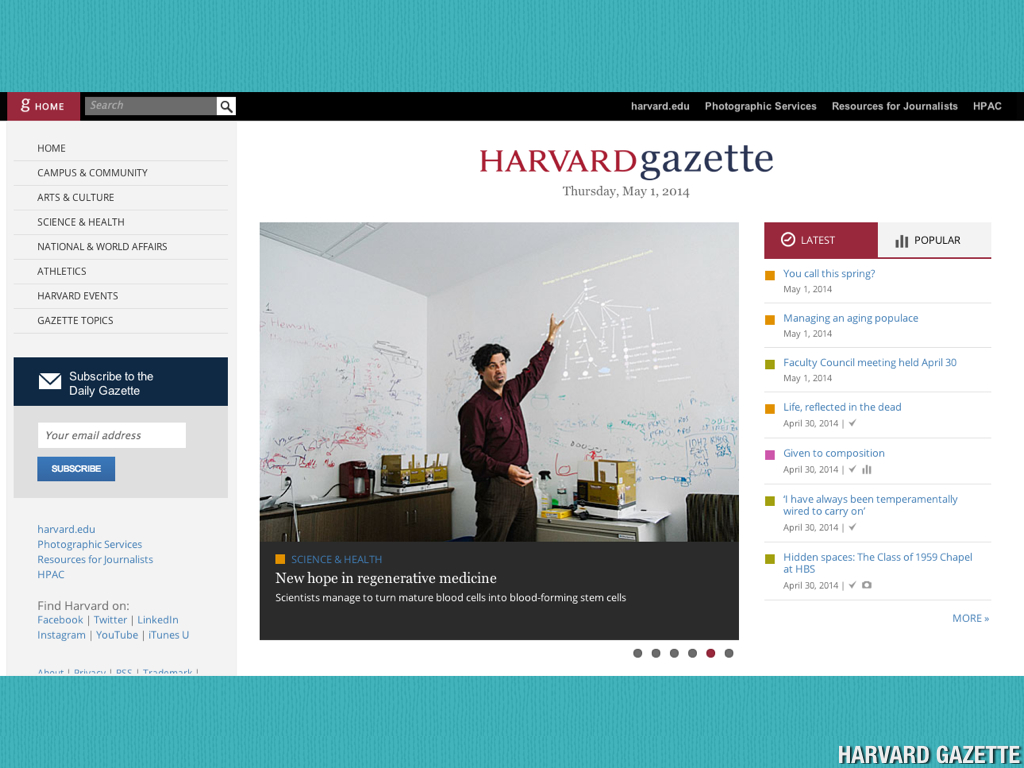 g HOME
Search
harvard.edu
Photographic Services
Resources for Journalists
HPAC
HOME
CAMPUS & COMMUNITY
ARTS & CULTURE
SCIENCE & HEALTH
NATIONAL & WORLD AFFAIRS
ATHLETICS
HARVARD EVENTS
GAZETTE TOPICS
Subscribe to the
Daily Gazette
Your email address
SUBSCRIBE
harvard.edu
Photographic Services
Resources for Journalists
HPAC
Find Harvard on:
Facebook | Twitter | LinkedIn
Instagram | YouTube | iTunes U
About | Privacy | RSS | Trademark |
HARVARDgazette
Thursday, May 1, 2014
SCIENCE & HEALTH
New hope in regenerative medicine
Scientists manage to turn mature blood cells into blood-forming stem cells
LATEST
POPULAR
You call this spring?
May 1, 2014
Managing an aging populace
May 1, 2014
Faculty Council meeting held April 30
May 1, 2014
Life, reflected in the dead
April 30, 2014 |
Given to composition
April 30, 2014 |
'I have always been temperamentally
wired to carry on'
April 30, 2014 |
Hidden spaces: The Class of 1959 Chapel
at HBS
April 30, 2014 |
MORE »
HARVARD GAZETTE